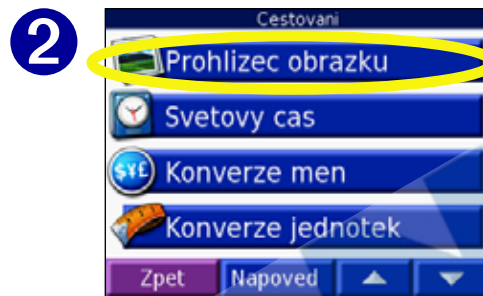 2
Cestovani
Prohlizec obrazku
Svetovy cas
$¥£ Konverze men
Konverze jednotek
Zpet Napoved